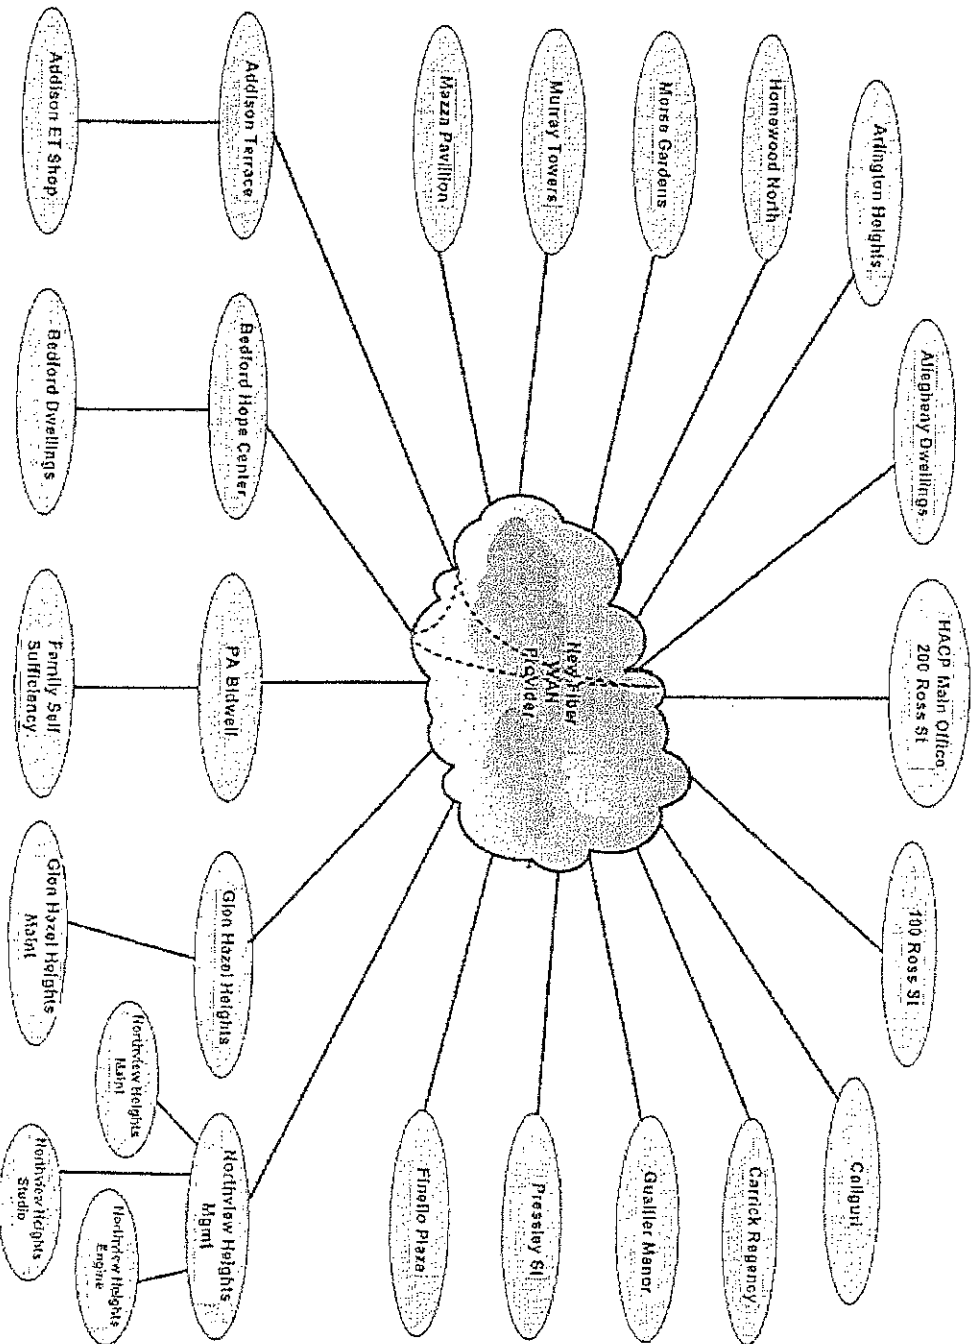 HACP Main Office
200 Ross St
Allegheny Dwellings
100 Ross St
Arlington Heights
Caliguri
Homewood North
Carrick Regency
Morse Gardens
Gualtier Manor
Murray Towers
Pressley St
Mazza Pavillion
Finello Plaza
New Fiber
WAN
Provider
Addison Terrace
Bedford Hope Center
PA Bidwell
Glen Hazel Heights
Northview Heights
Mgmt
Addison ET Shop
Bedford Dwellings
Family Self
Sufficiency
Glen Hazel Heights
Maint
Northview Heights
Maint
Northview Heights
Studio
Northview Heights
Engine